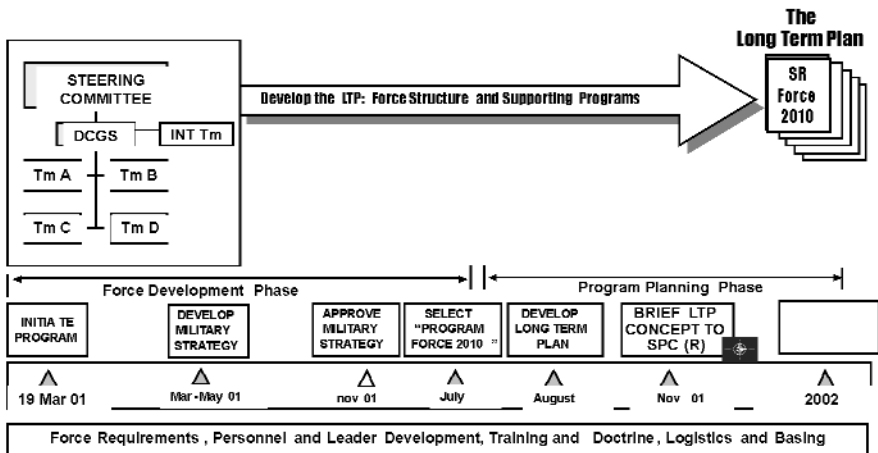 The
Long Term Plan
STEERING
COMMITTEE
DCGS
INT Tm
Tm A
Tm B
Tm C
Tm D
Develop the LTP: Force Structure and Supporting Programs
SR
Force
2010
Force Development Phase
Program Planning Phase
INITIA TE
PROGRAM
DEVELOP
MILITARY
STRATEGY
APPROVE
MILITARY
STRATEGY
SELECT
“PROGRAM
FORCE 2010 ”
DEVELOP
LONG TERM
PLAN
BRIEF LTP
CONCEPT TO
SPC (R)
19 Mar 01
Mar -May 01
nov 01
July
August
Nov 01
2002
Force Requirements , Personnel and Leader Development, Training and Doctrine , Logistics and Basing